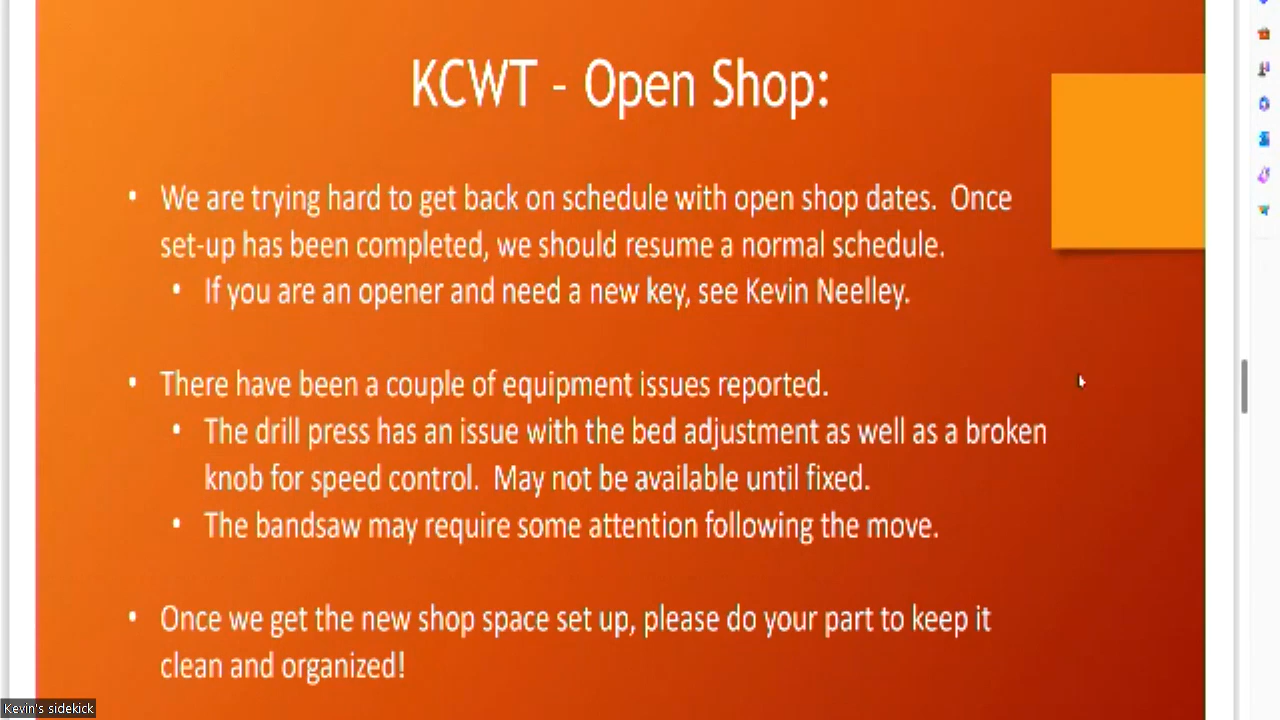 KCWT - Open Shop:
• We are trying hard to get back on schedule with open shop dates.  Once
set-up has been completed, we should resume a normal schedule.
• If you are an opener and need a new key, see Kevin Neelley.
• There have been a couple of equipment issues reported.
• The drill press has an issue with the bed adjustment as well as a broken
knob for speed control.  May not be available until fixed.
• The bandsaw may require some attention following the move.
• Once we get the new shop space set up, please do your part to keep it
clean and organized!
Kevin's sidekick